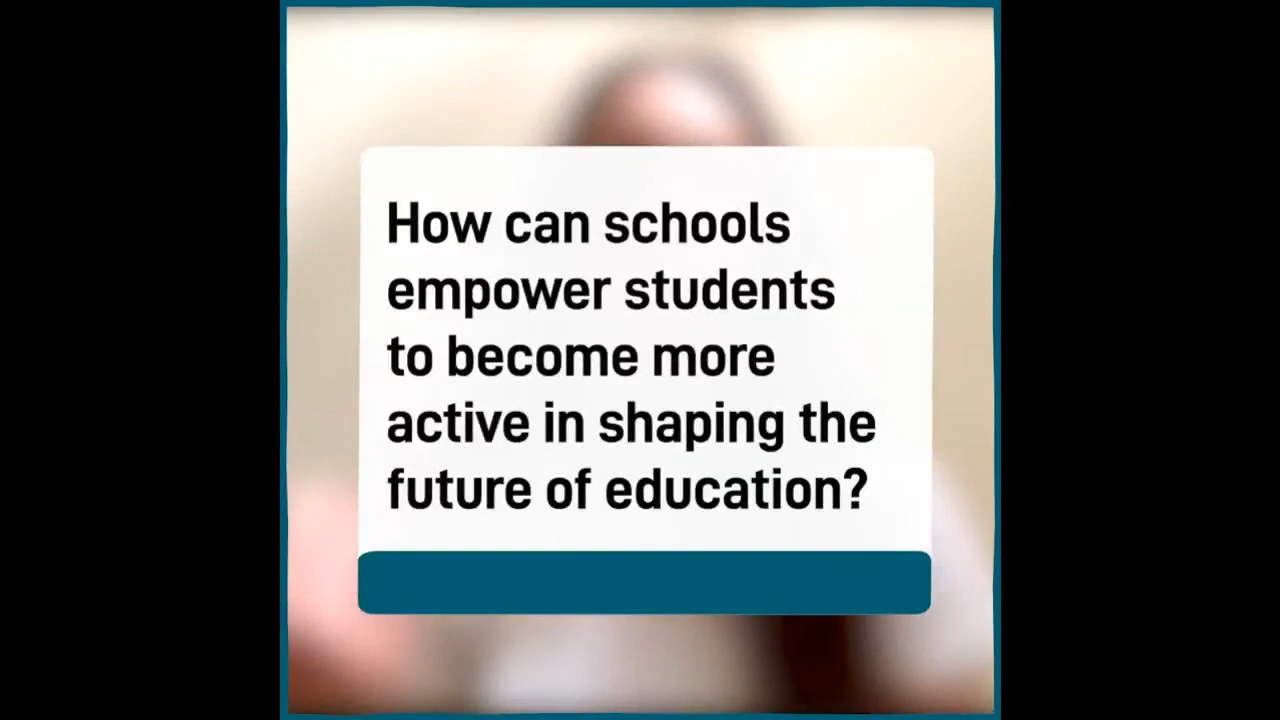 How can schools
empower students
to become more
active in shaping the
future of education?